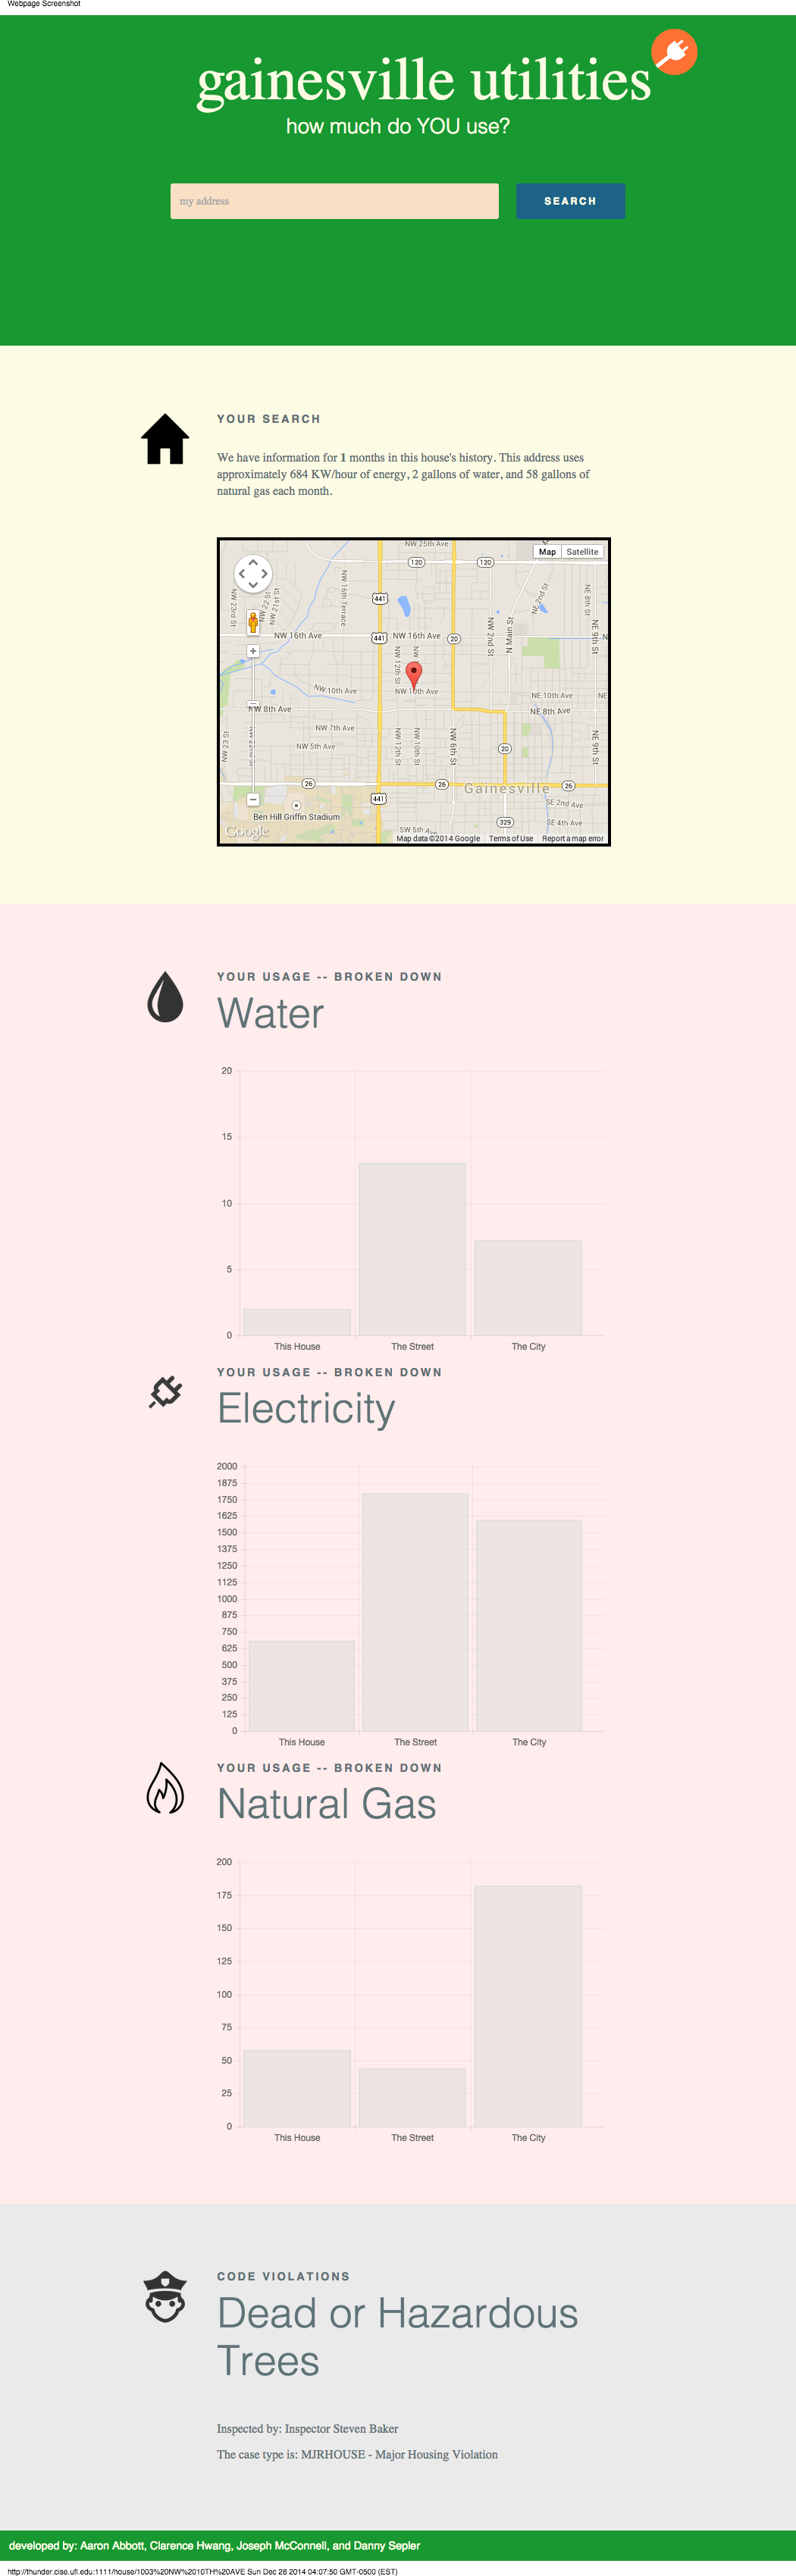 Webpage Screenshot
gainesville utilities
how much do YOU use?
my address
SEARCH
YOUR SEARCH
We have information for 1 months in this house's history. This address uses
approximately 684 KW/hour of energy, 2 gallons of water, and 58 gallons of
natural gas each month.
NW 25th Ave
Map
Satellite
120
120
NW 23rd St
NW 22 St
NW 21st St
NW 16th Terrace
441
NW 2nd St
N Main St
NE 2nd St
NE 8th St
NE 9th St
NW 16th Ave
441
NW 16th Ave
20
NW 12th St
NW 10th Ave
NW 10th Ave
NE 10th Ave
NE
NW 8th Ave
NE 8th Ave
NW 7th Ave
NW 5th Ave
NW 23 St
NW 12th St
NW 10th St
NW 6th St
20
NE 9th St
26
26
Gainesville
26
441
SE 2nd Ave
Ben Hill Griffin Stadium
329
SE 4th Ave
Google
SW 5th
Map data ©2014 Google
Terms of Use
Report a map error
YOUR USAGE -- BROKEN DOWN
Water
20
15
10
5
0
This House
The Street
The City
YOUR USAGE -- BROKEN DOWN
Electricity
2000
1875
1750
1625
1500
1375
1250
1125
1000
875
750
625
500
375
250
125
0
This House
The Street
The City
YOUR USAGE -- BROKEN DOWN
Natural Gas
200
175
150
125
100
75
50
25
0
This House
The Street
The City
CODE VIOLATIONS
Dead or Hazardous
Trees
Inspected by: Inspector Steven Baker
The case type is: MJRHOUSE - Major Housing Violation
developed by: Aaron Abbott, Clarence Hwang, Joseph McConnell, and Danny Sepler
http://thunder.cise.ufl.edu:1111/house/1003%20NW%2010TH%20AVE Sun Dec 28 2014 04:07:50 GMT-0500 (EST)